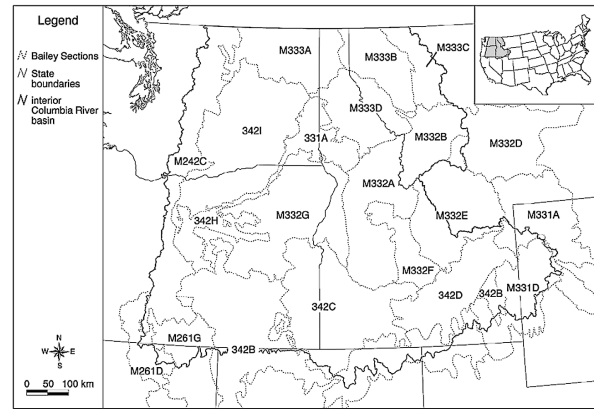 Legend
Bailey Sections
State
boundaries
interior
Columbia River
basin
M333A
M333B
M333C
M333D
342I
331A
M332B
M332D
M242C
M332A
342H
M332G
M332E
M331A
M332F
342D
342B
M331D
342C
M261G
342B
M261D
N
W
E
S
0 50 100 km